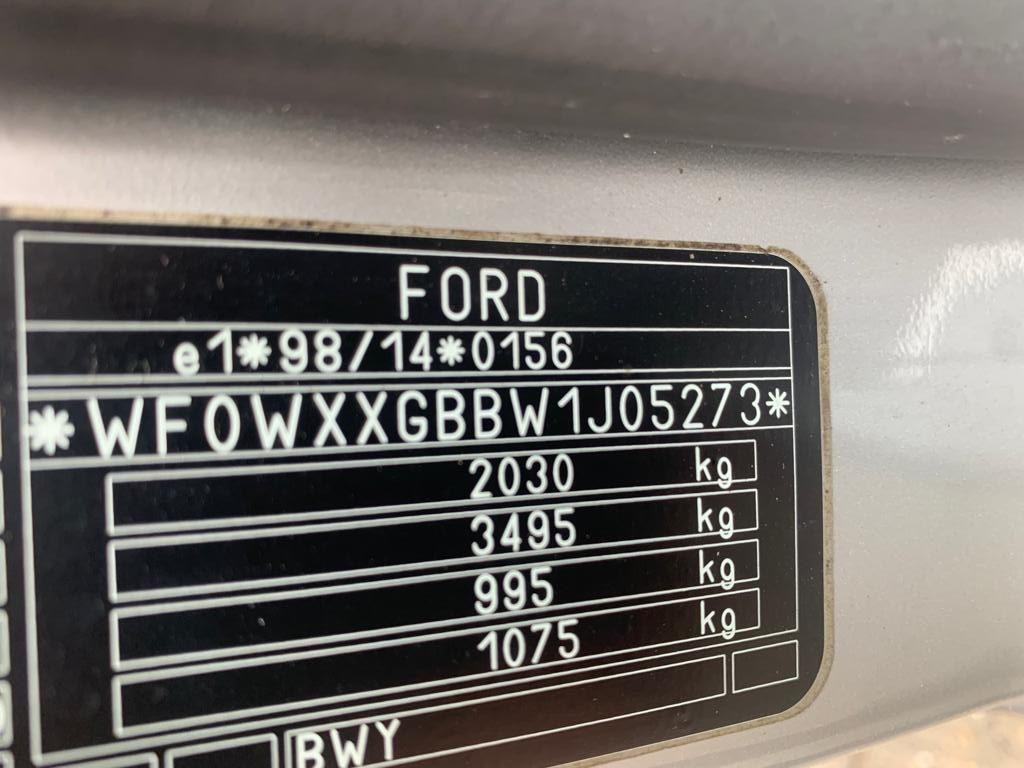 FORD
e1*98/14*0156
*WF0WXXGBBW1J05273*
2030 kg
3495 kg
995 kg
1075 kg
BWY